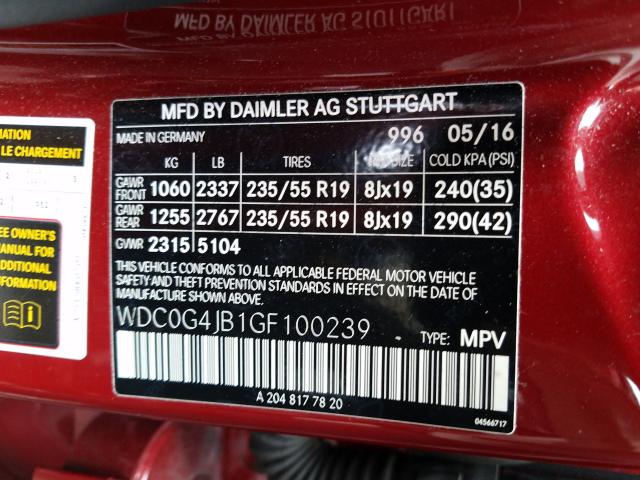 MFD BY DAIMLER AG STUTTGART
MATION
LE CHARGEMENT
EE OWNER'S
MANUAL FOR
ADDITIONAL
INFORMATION
MFD BY DAIMLER AG STUTTGART
MADE IN GERMANY 996 05/16
KG LB TIRES RIM SIZE COLD KPA(PSI)
GAWR FRONT 1060 2337 235/55 R19 8Jx19 240(35)
GAWR REAR 1255 2767 235/55 R19 8Jx19 290(42)
GVWR 2315 5104
THIS VEHICLE CONFORMS TO ALL APPLICABLE FEDERAL MOTOR VEHICLE
SAFETY AND THEFT PREVENTION STANDARDS IN EFFECT ON THE DATE OF
MANUFACTURE SHOWN ABOVE.
WDC0G4JB1GF100239 TYPE: MPV
A 204 817 78 20
04566717